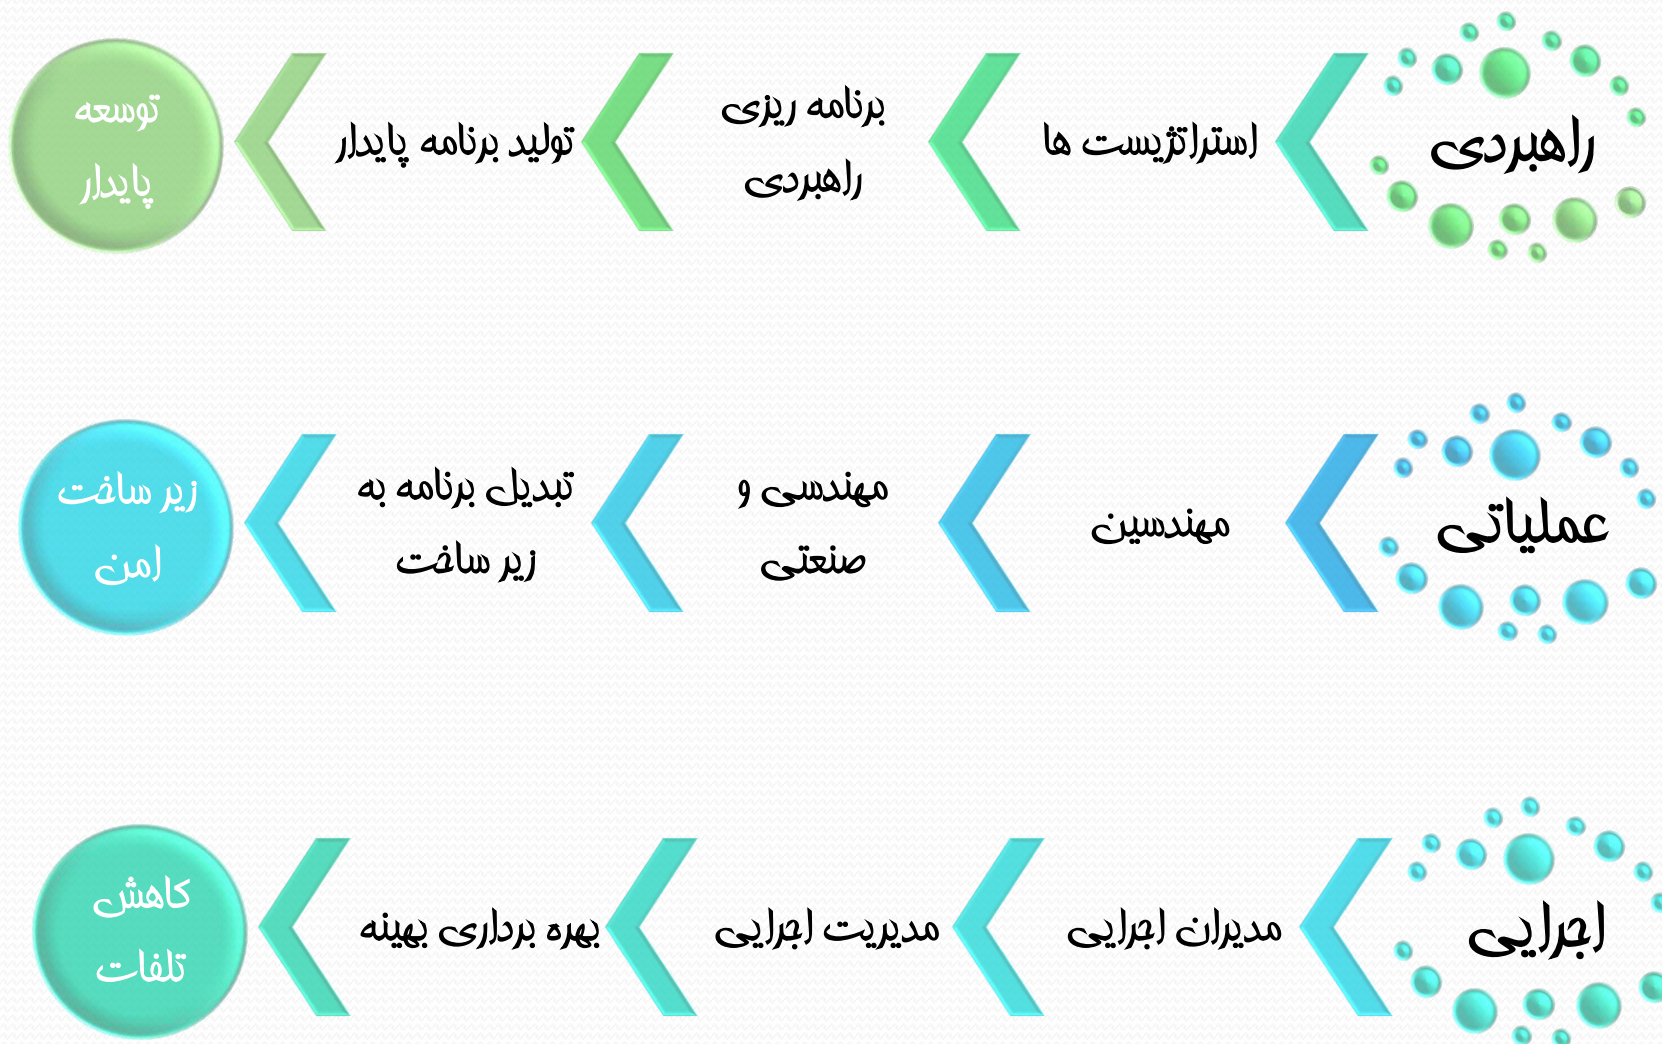 راهبردی
استراتژیست ها
برنامه ریزی
راهبردی
تولید برنامه پایدار
توسعه
پایدار
عملیاتی
مهندسین
مهندسی و
صنعتی
تبدیل برنامه به
زیر ساخت
زیر ساخت
امن
اجرایی
مدیران اجرایی
مدیریت اجرایی
بهره برداری بهینه
کاهش
تلفات